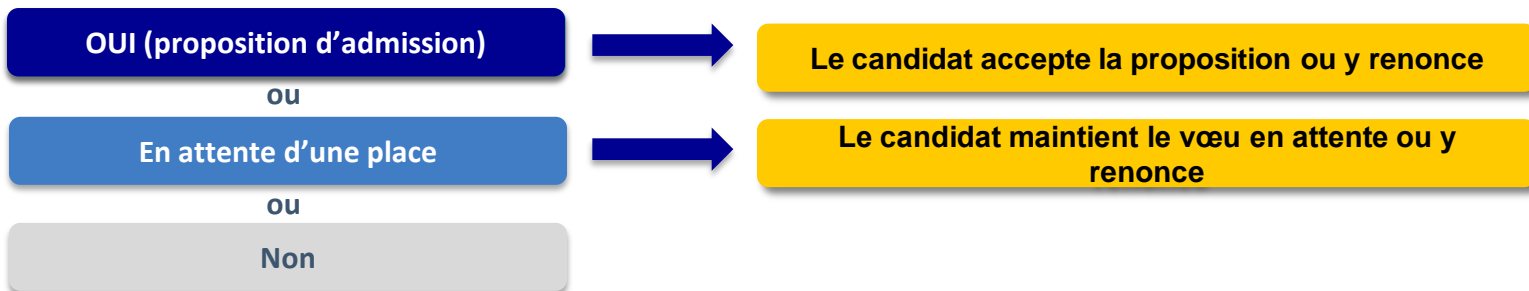 OUI (proposition d’admission)
Le candidat accepte la proposition ou y renonce
ou
En attente d’une place
Le candidat maintient le vœu en attente ou y
renonce
ou
Non